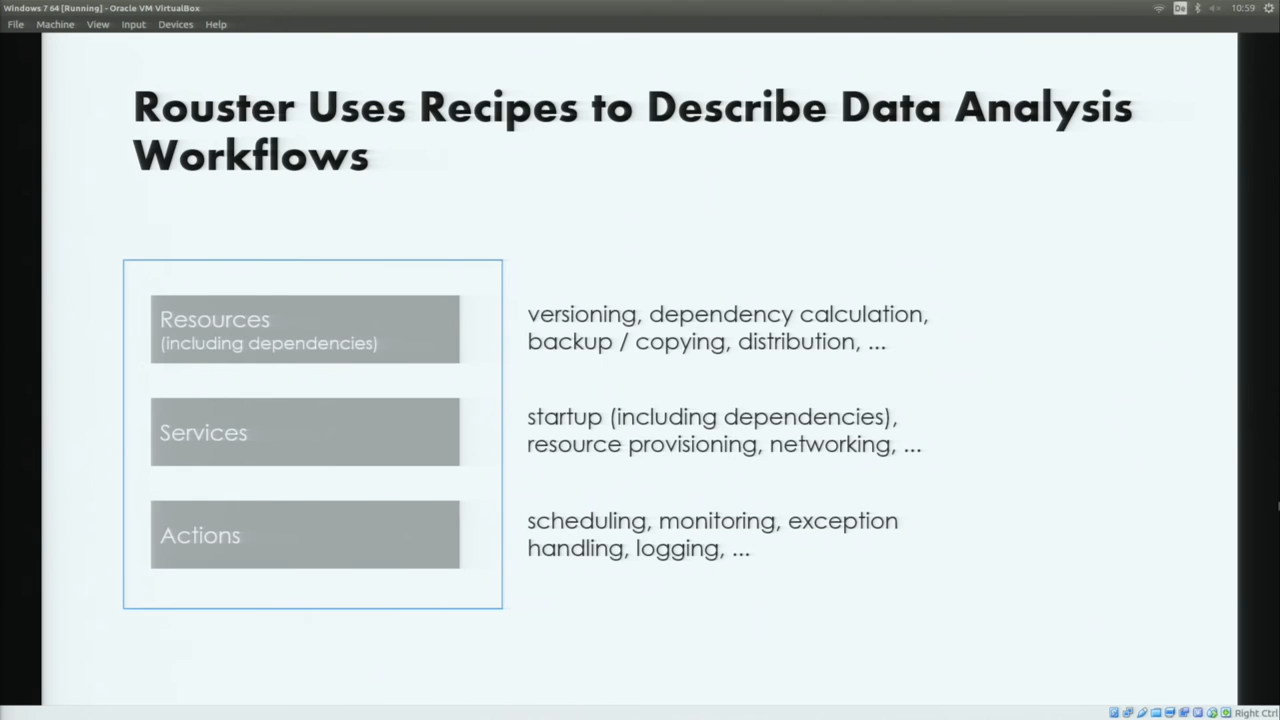 Windows 7 64 [Running] - Oracle VM VirtualBox
De
10:59
File Machine View Input Devices Help
Rouster Uses Recipes to Describe Data Analysis
Workflows
Resources
(including dependencies)
versioning, dependency calculation,
backup / copying, distribution, ...
Services
startup (including dependencies),
resource provisioning, networking, ...
Actions
scheduling, monitoring, exception
handling, logging, ...
Right Ctrl